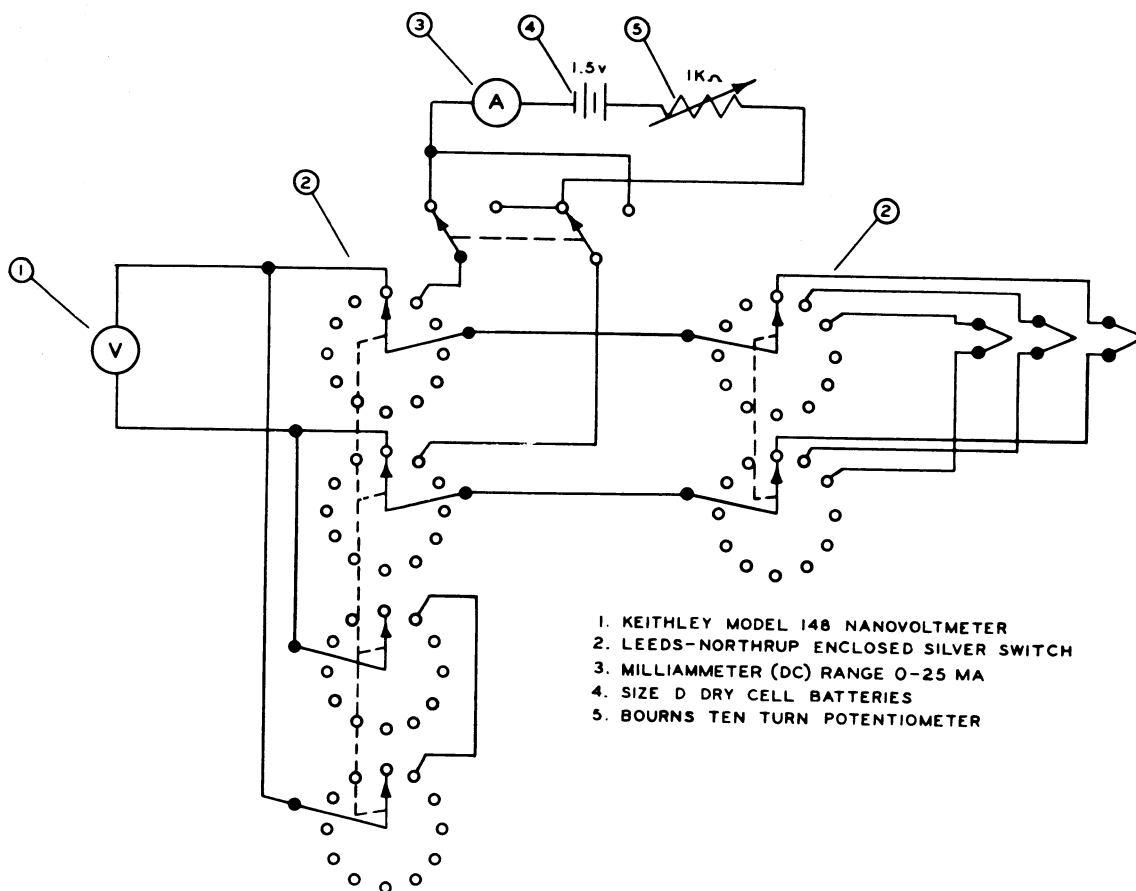 3
4
5
1.5v
1K
A
2
2
1
V
1. KEITHLEY MODEL 148 NANOVOLTMETER
2. LEEDS-NORTHRUP ENCLOSED SILVER SWITCH
3. MILLIAMMETER (DC) RANGE 0-25 MA
4. SIZE D DRY CELL BATTERIES
5. BOURNS TEN TURN POTENTIOMETER